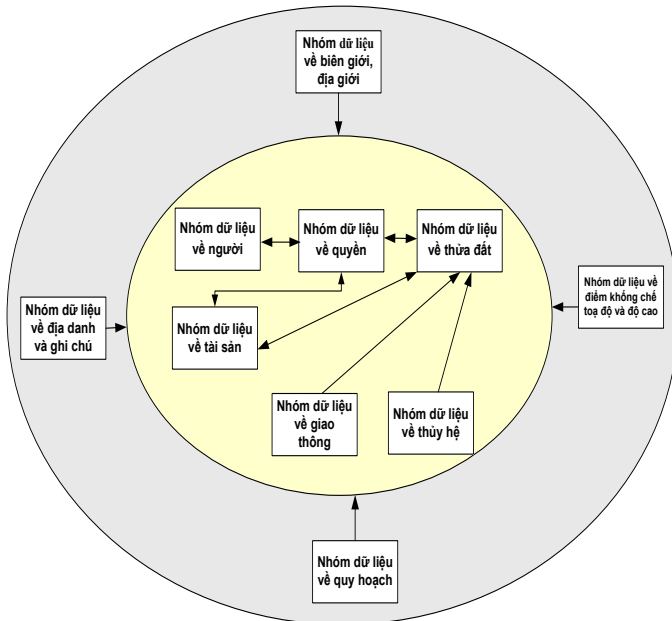 Nhóm dữ liệu
về biên giới,
địa giới
Nhóm dữ liệu
về người
Nhóm dữ liệu
về quyền
Nhóm dữ liệu
về thửa đất
Nhóm dữ liệu
về địa danh
và ghi chú
Nhóm dữ liệu
về tài sản
Nhóm dữ liệu về
điểm khống chế
toạ độ và độ cao
Nhóm dữ liệu
về giao
thông
Nhóm dữ liệu
về thủy hệ
Nhóm dữ liệu
về quy hoạch